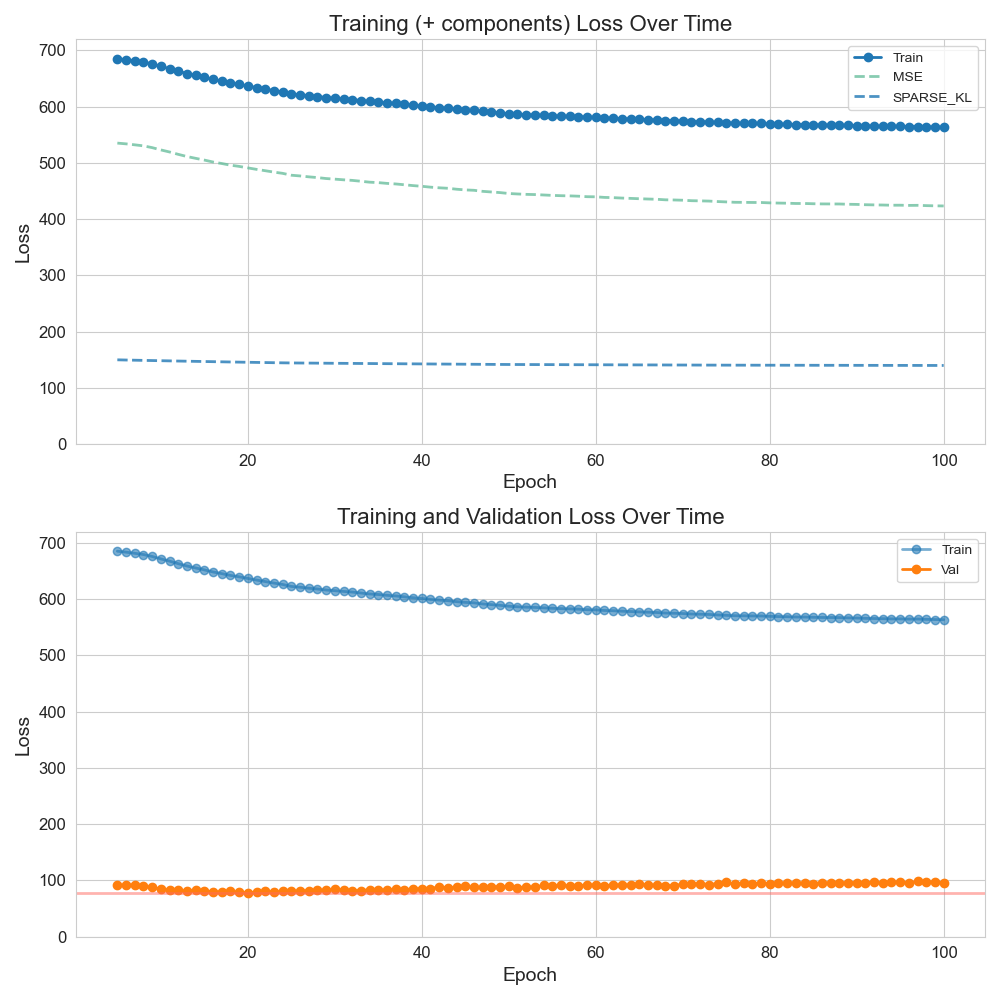 Training (+ components) Loss Over Time
700
600
500
400
300
200
100
0
Loss
Train
MSE
SPARSE_KL
20 40 60 80 100
Epoch
Training and Validation Loss Over Time
700
600
500
400
300
200
100
0
Loss
Train
Val
20 40 60 80 100
Epoch